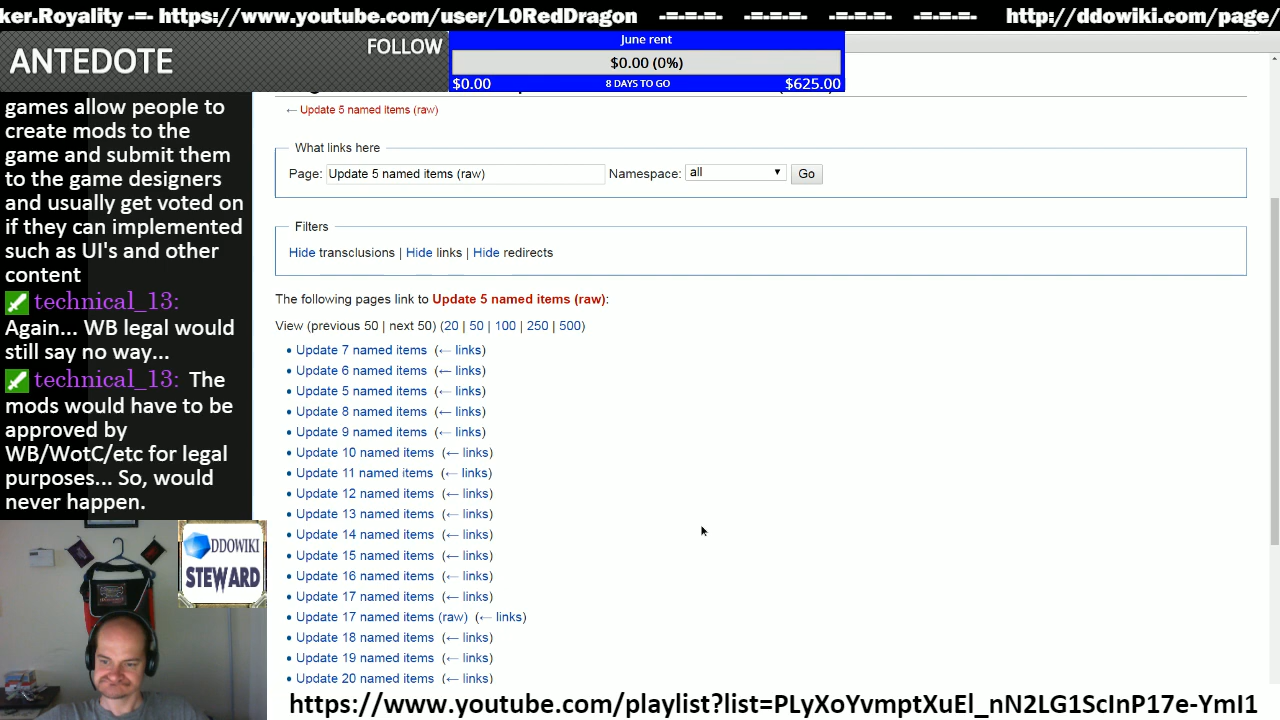 ker.Royality -=- https://www.youtube.com/user/L0RedDragon -=-=-=- -=-=-=- -=-=-=- -=-=-=- http://ddowiki.com/page/
ANTEDOTE
FOLLOW
June rent
$0.00 (0%)
$0.00 8 DAYS TO GO $625.00
games allow people to
create mods to the
game and submit them
to the game designers
and usually get voted on
if they can implemented
such as UI's and other
content
technical_13:
Again... WB legal would
still say no way...
technical_13: The
mods would have to be
approved by
WB/WotC/etc for legal
purposes... So, would
never happen.
DDOWIKI
STEWARD
← Update 5 named items (raw)
What links here
Page: Update 5 named items (raw) Namespace: all Go
Filters
Hide transclusions | Hide links | Hide redirects
The following pages link to Update 5 named items (raw):
View (previous 50 | next 50) (20 | 50 | 100 | 250 | 500)
• Update 7 named items (← links)
• Update 6 named items (← links)
• Update 5 named items (← links)
• Update 8 named items (← links)
• Update 9 named items (← links)
• Update 10 named items (← links)
• Update 11 named items (← links)
• Update 12 named items (← links)
• Update 13 named items (← links)
• Update 14 named items (← links)
• Update 15 named items (← links)
• Update 16 named items (← links)
• Update 17 named items (← links)
• Update 17 named items (raw) (← links)
• Update 18 named items (← links)
• Update 19 named items (← links)
• Update 20 named items (← links)
https://www.youtube.com/playlist?list=PLyXoYvmptXuEl_nN2LG1ScInP17e-YmI1